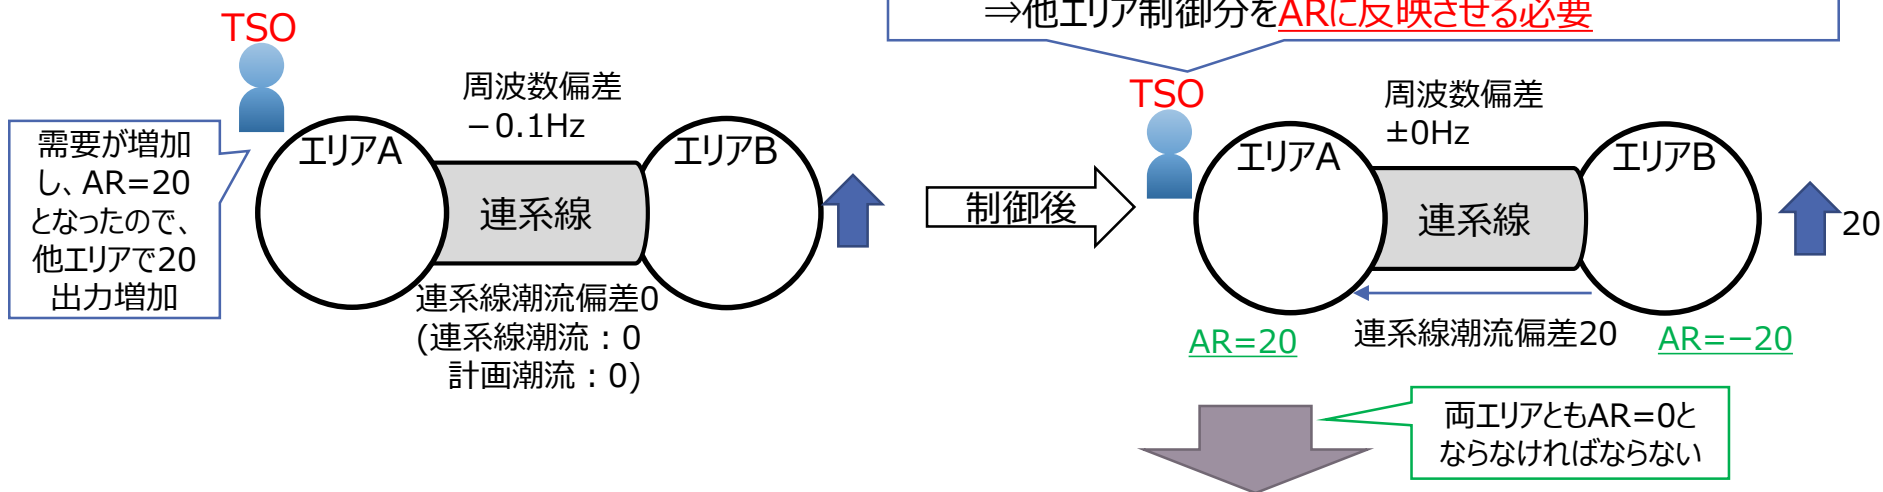 ⇒他エリア制御分をARに反映させる必要
TSO
周波数偏差
－0.1Hz
エリアA
エリアB
連系線
需要が増加
し、AR=20
となったので、
他エリアで20
出力増加
連系線潮流偏差0
(連系線潮流：0
計画潮流：0)
制御後
TSO
周波数偏差
±0Hz
エリアA
エリアB
連系線
20
AR=20
連系線潮流偏差20
AR=−20
両エリアともAR=0と
ならなければならない